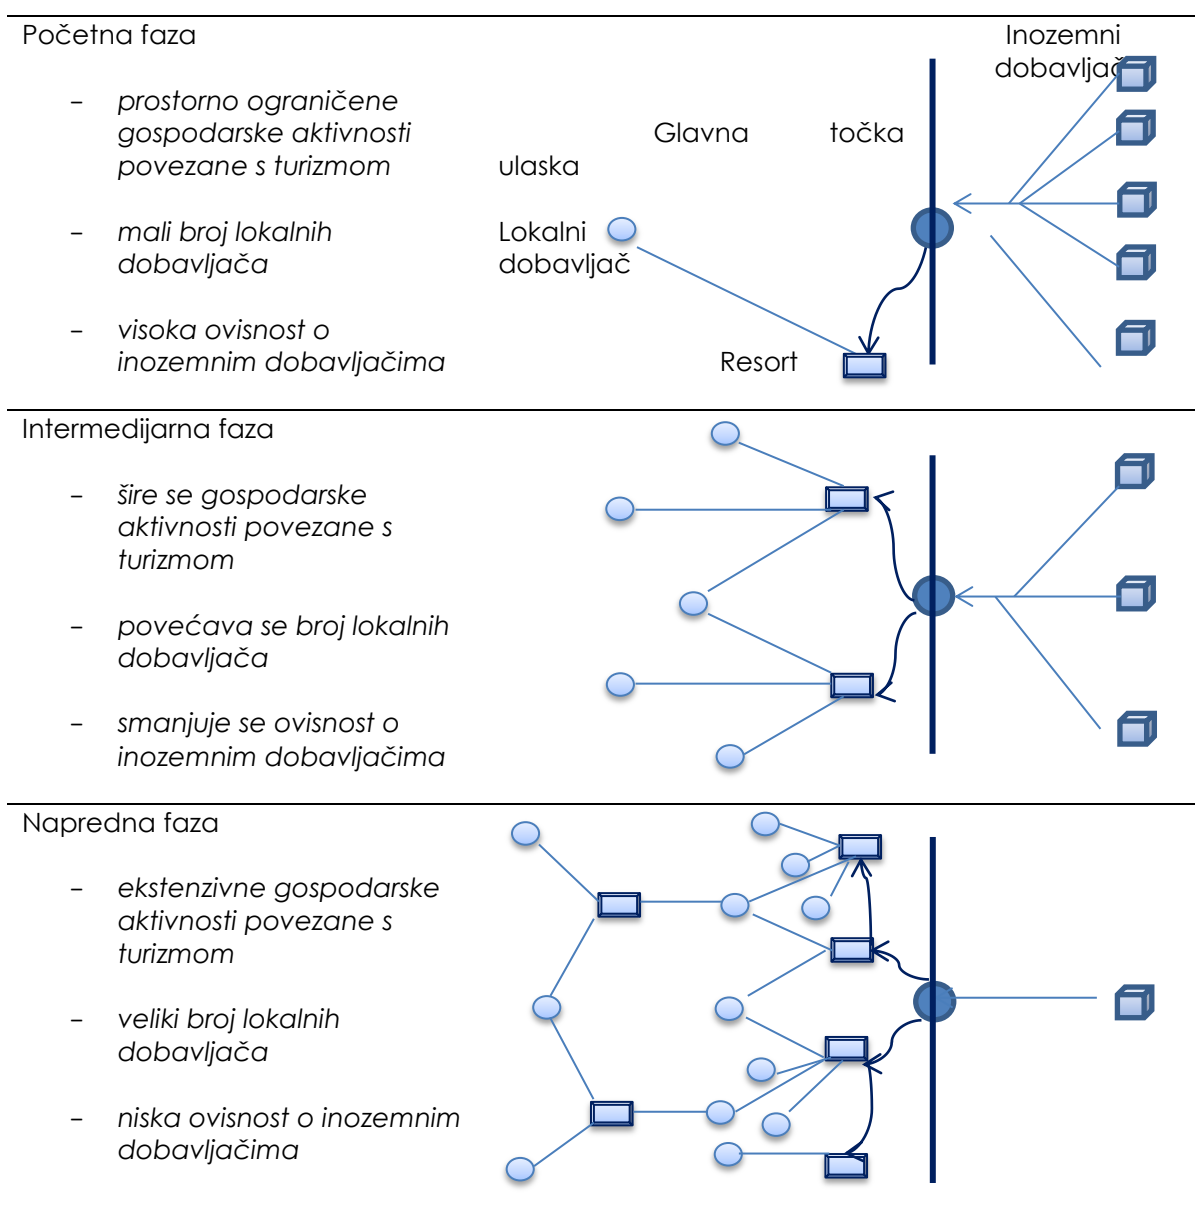 Početna faza
Inozemni
dobavljač
- prostorno ograničene
gospodarske aktivnosti
povezane s turizmom
Glavna točka
ulaska
- mali broj lokalnih
dobavljača
Lokalni
dobavljač
- visoka ovisnost o
inozemnim dobavljačima
Resort
Intermedijarna faza
- šire se gospodarske
aktivnosti povezane s
turizmom
- povećava se broj lokalnih
dobavljača
- smanjuje se ovisnost o
inozemnim dobavljačima
Napredna faza
- ekstenzivne gospodarske
aktivnosti povezane s
turizmom
- veliki broj lokalnih
dobavljača
- niska ovisnost o inozemnim
dobavljačima